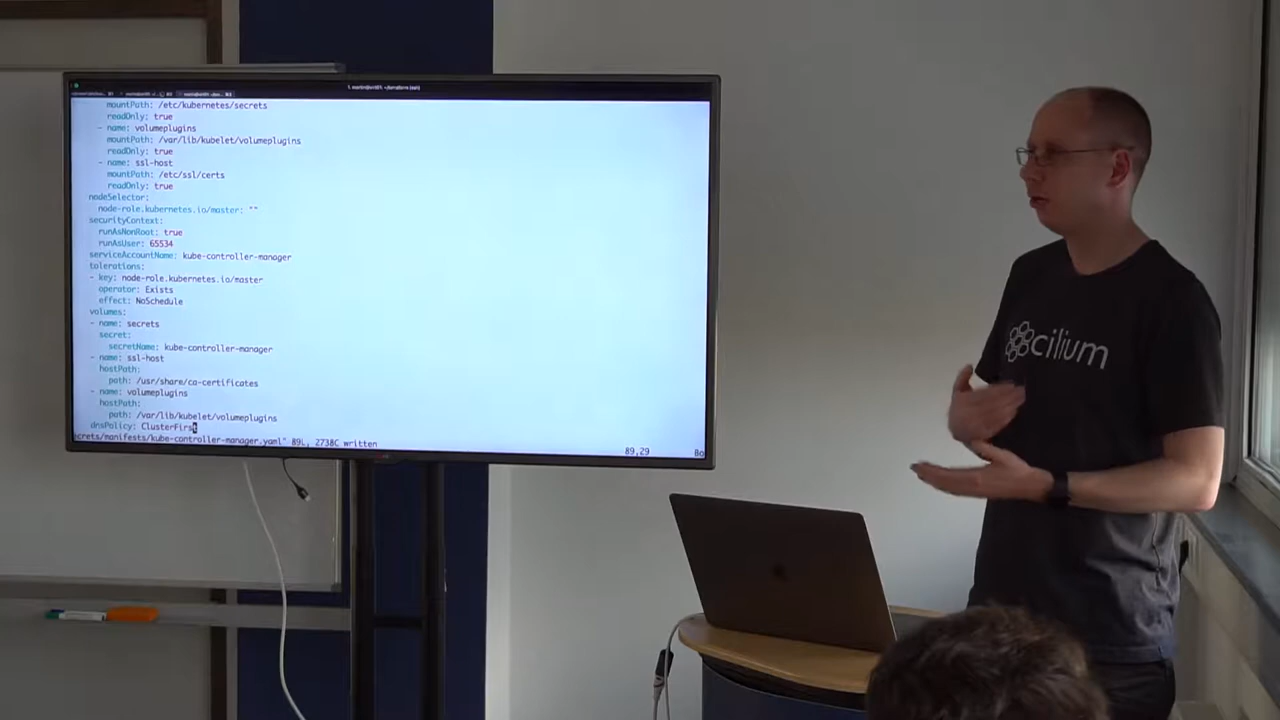 mountPath: /etc/kubernetes/secrets
readOnly: true
- name: volumeplugins
mountPath: /var/lib/kubelet/volumeplugins
readOnly: true
- name: ssl-host
mountPath: /etc/ssl/certs
readOnly: true
nodeSelector:
node-role.kubernetes.io/master: ""
securityContext:
runAsNonRoot: true
runAsUser: 65534
serviceAccountName: kube-controller-manager
tolerations:
- key: node-role.kubernetes.io/master
operator: Exists
effect: NoSchedule
volumes:
- name: secrets
secret:
secretName: kube-controller-manager
- name: ssl-host
hostPath:
path: /usr/share/ca-certificates
- name: volumeplugins
hostPath:
path: /var/lib/kubelet/volumeplugins
dnsPolicy: ClusterFirst
ecrets/manifests/kube-controller-manager.yaml" 89L, 2738C written 89,29 Bo
cilium